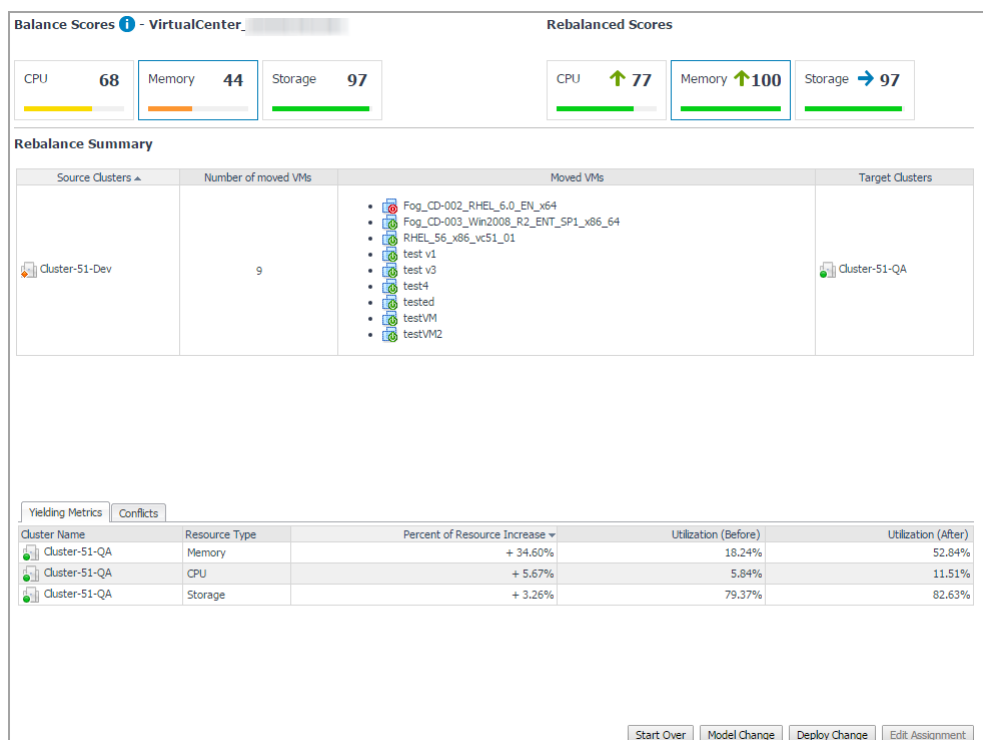 Balance Scores i - VirtualCenter_
Rebalanced Scores
CPU 68
Memory 44
Storage 97
CPU 77
Memory 100
Storage 97
Rebalance Summary
Source Clusters Number of moved VMs Moved VMs Target Clusters
Cluster-51-Dev 9
Fog_CD-002_RHEL_6.0_EN_x64
Fog_CD-003_Win2008_R2_ENT_SP1_x86_64
RHEL_56_x86_vc51_01
test v1
test v3
test4
tested
testVM
testVM2
Cluster-51-QA
Yielding Metrics Conflicts
Cluster Name Resource Type Percent of Resource Increase Utilization (Before) Utilization (After)
Cluster-51-QA Memory + 34.60% 18.24% 52.84%
Cluster-51-QA CPU + 5.67% 5.84% 11.51%
Cluster-51-QA Storage + 3.26% 79.37% 82.63%
Start Over Model Change Deploy Change Edit Assignment